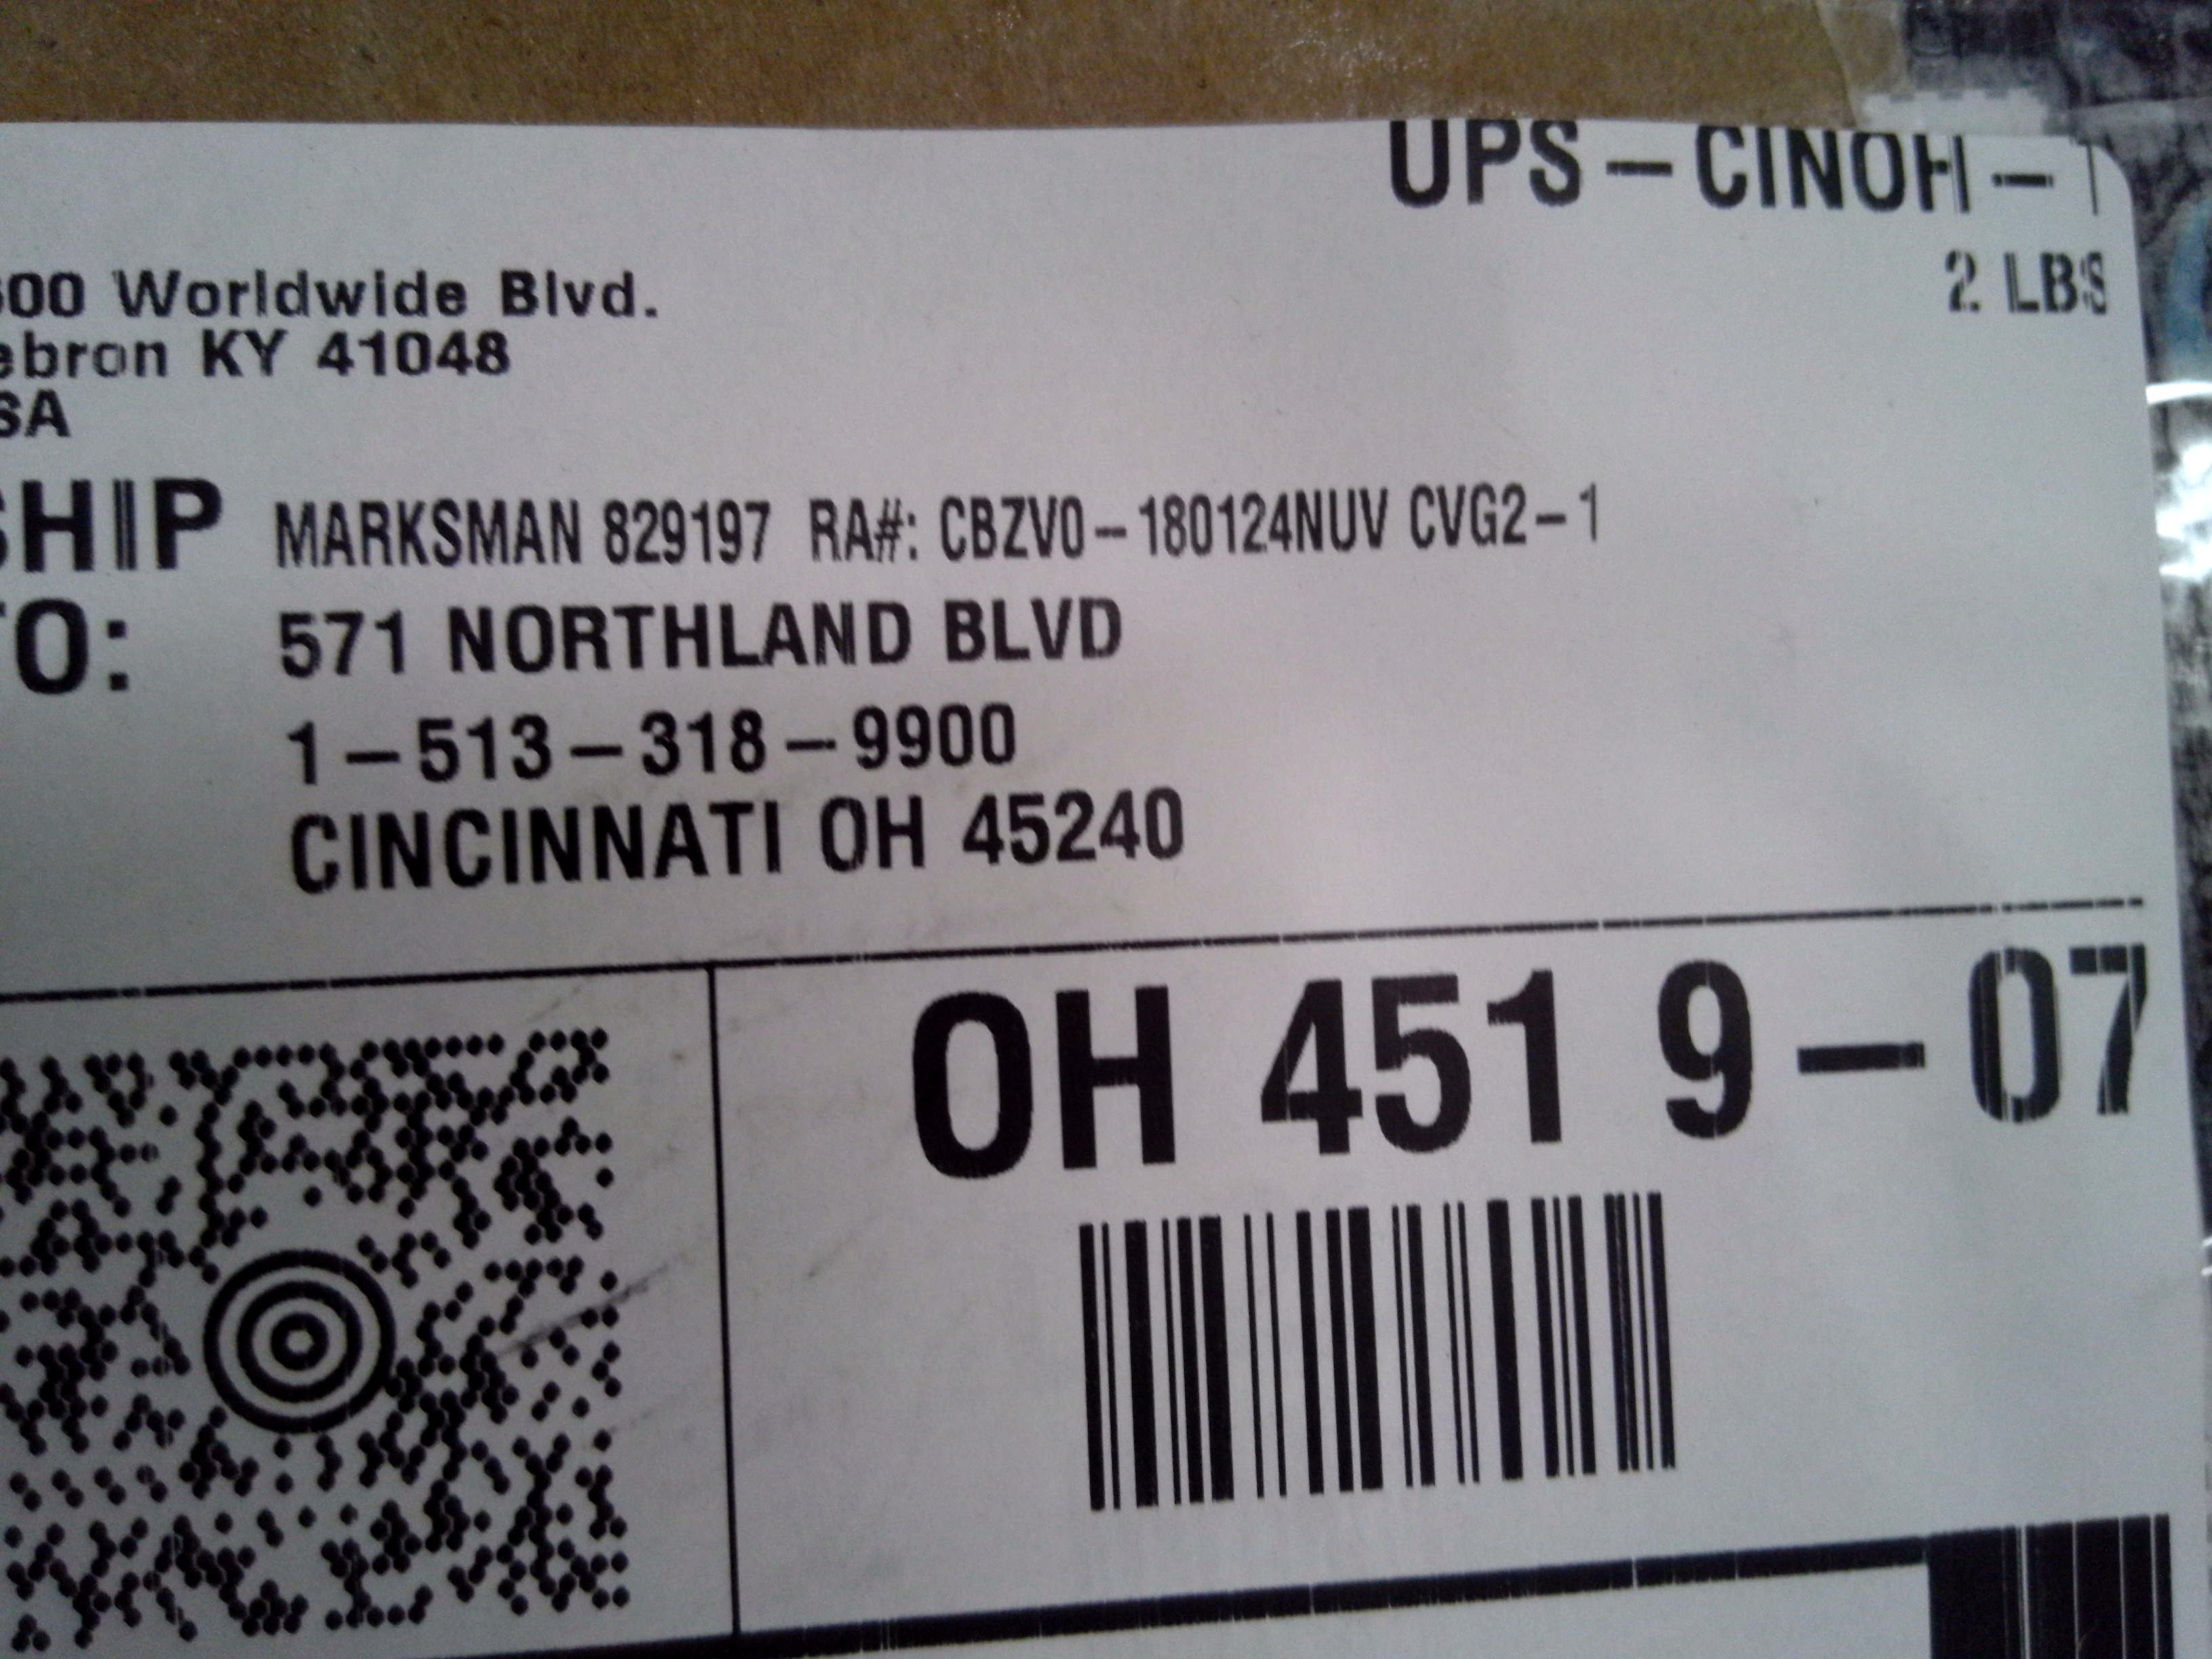 UPS - CINOH - 1
2 LBS
600 Worldwide Blvd.
ebron KY 41048
SA
SHIP
TO:
MARKSMAN 829197 RA#: CBZV0-180124NUV CVG2-1
571 NORTHLAND BLVD
1-513-318-9900
CINCINNATI OH 45240
OH 451 9-07